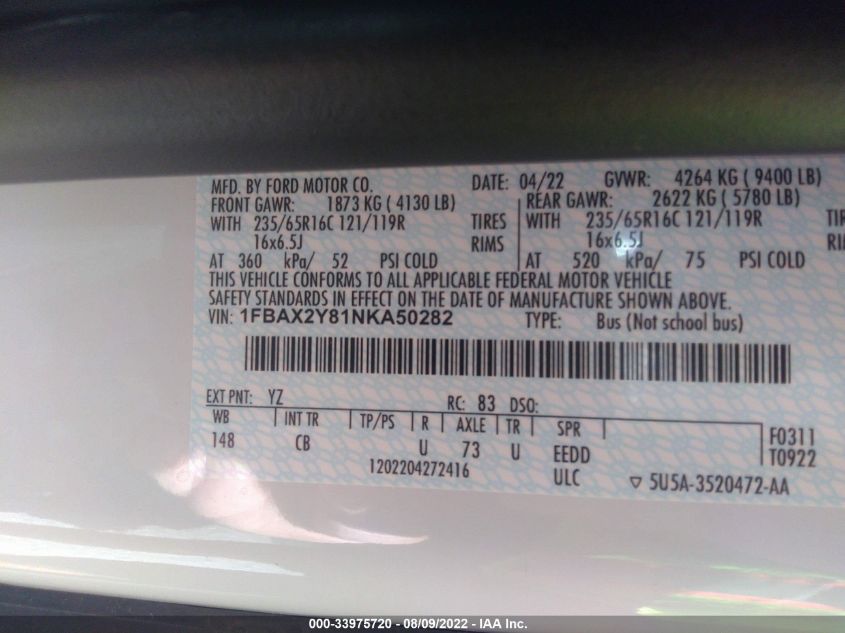 MFD. BY FORD MOTOR CO. DATE: 04/22 GVWR: 4264 KG ( 9400 LB)
FRONT GAWR: 1873 KG ( 4130 LB) REAR GAWR: 2622 KG ( 5780 LB)
WITH 235/65R16C 121/119R TIRES WITH 235/65R16C 121/119R
16x6.5J RIMS 16x6.5J
AT 360 kPa/ 52 PSI COLD AT 520 kPa/ 75 PSI COLD
THIS VEHICLE CONFORMS TO ALL APPLICABLE FEDERAL MOTOR VEHICLE
SAFETY STANDARDS IN EFFECT ON THE DATE OF MANUFACTURE SHOWN ABOVE.
VIN: 1FBAX2Y81NKA50282 TYPE: Bus (Not school bus)
EXT PNT: YZ RC: 83 DSO:
WB INT TR TP/PS R AXLE TR SPR F0311
148 CB U 73 U EEDD T0922
1202204272416 ULC ▽ 5U5A-3520472-AA
000-33975720 - 08/09/2022 - IAA Inc.